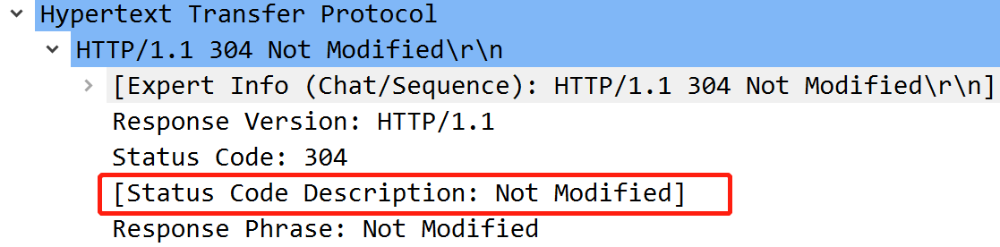 Hypertext Transfer Protocol
HTTP/1.1 304 Not Modified\r\n
[Expert Info (Chat/Sequence): HTTP/1.1 304 Not Modified\r\n]
Response Version: HTTP/1.1
Status Code: 304
[Status Code Description: Not Modified]
Response Phrase: Not Modified